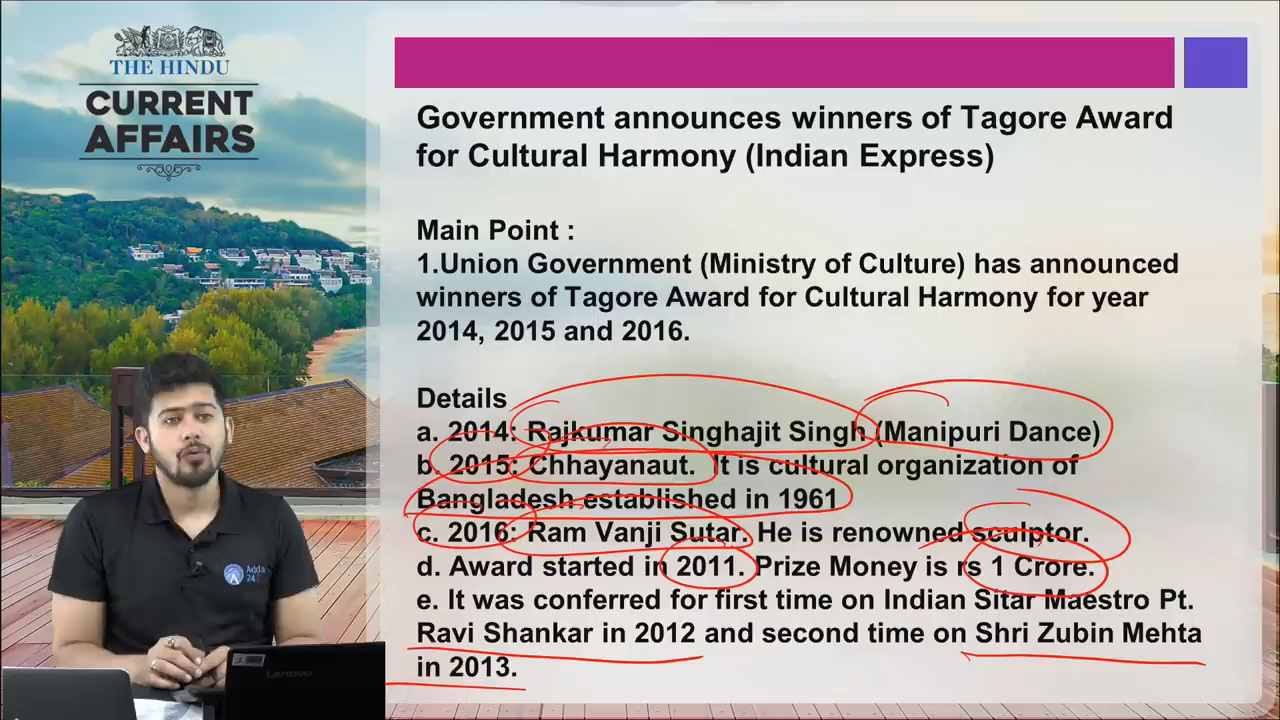 THE HINDU
CURRENT
AFFAIRS
Government announces winners of Tagore Award
for Cultural Harmony (Indian Express)
Main Point :
1.Union Government (Ministry of Culture) has announced
winners of Tagore Award for Cultural Harmony for year
2014, 2015 and 2016.
Details
a. 2014: Rajkumar Singhajit Singh (Manipuri Dance)
b. 2015: Chhayanaut. It is cultural organization of
Bangladesh established in 1961
c. 2016: Ram Vanji Sutar. He is renowned sculptor.
d. Award started in 2011. Prize Money is rs 1 Crore.
e. It was conferred for first time on Indian Sitar Maestro Pt.
Ravi Shankar in 2012 and second time on Shri Zubin Mehta
in 2013.
Adda
24
Lenovo